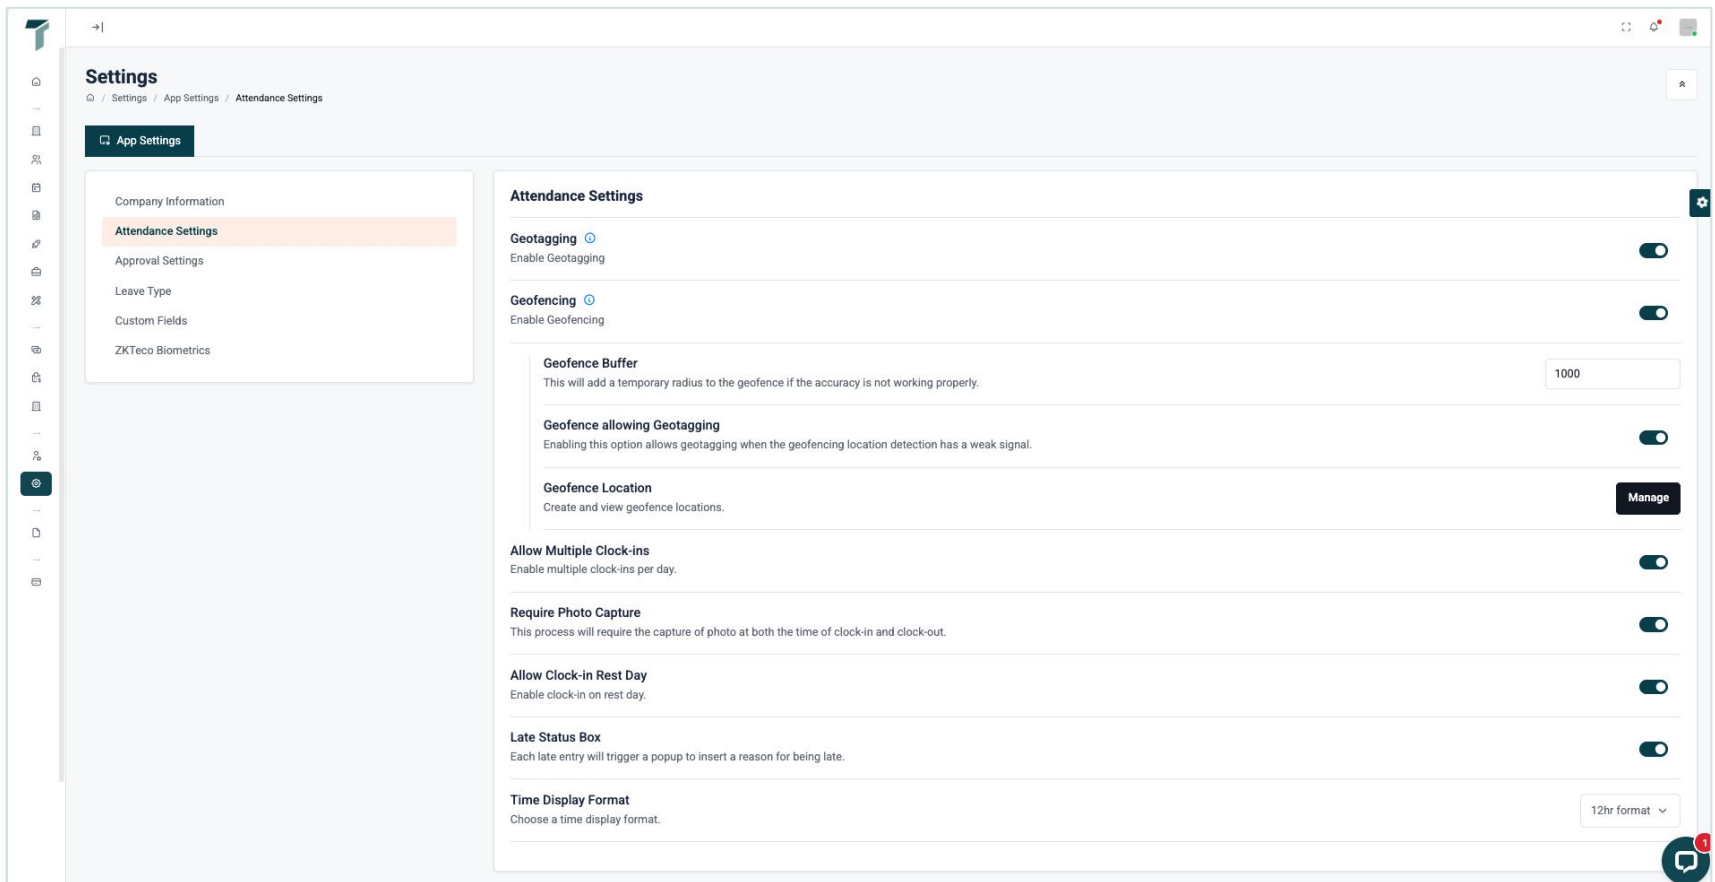 Settings
Settings / App Settings / Attendance Settings
App Settings
Company Information
Attendance Settings
Approval Settings
Leave Type
Custom Fields
ZKTeco Biometrics
Attendance Settings
Geotagging
Enable Geotagging
Geofencing
Enable Geofencing
Geofence Buffer
This will add a temporary radius to the geofence if the accuracy is not working properly.
1000
Geofence allowing Geotagging
Enabling this option allows geotagging when the geofencing location detection has a weak signal.
Geofence Location
Create and view geofence locations.
Manage
Allow Multiple Clock-ins
Enable multiple clock-ins per day.
Require Photo Capture
This process will require the capture of photo at both the time of clock-in and clock-out.
Allow Clock-in Rest Day
Enable clock-in on rest day.
Late Status Box
Each late entry will trigger a popup to insert a reason for being late.
Time Display Format
Choose a time display format.
12hr format
1